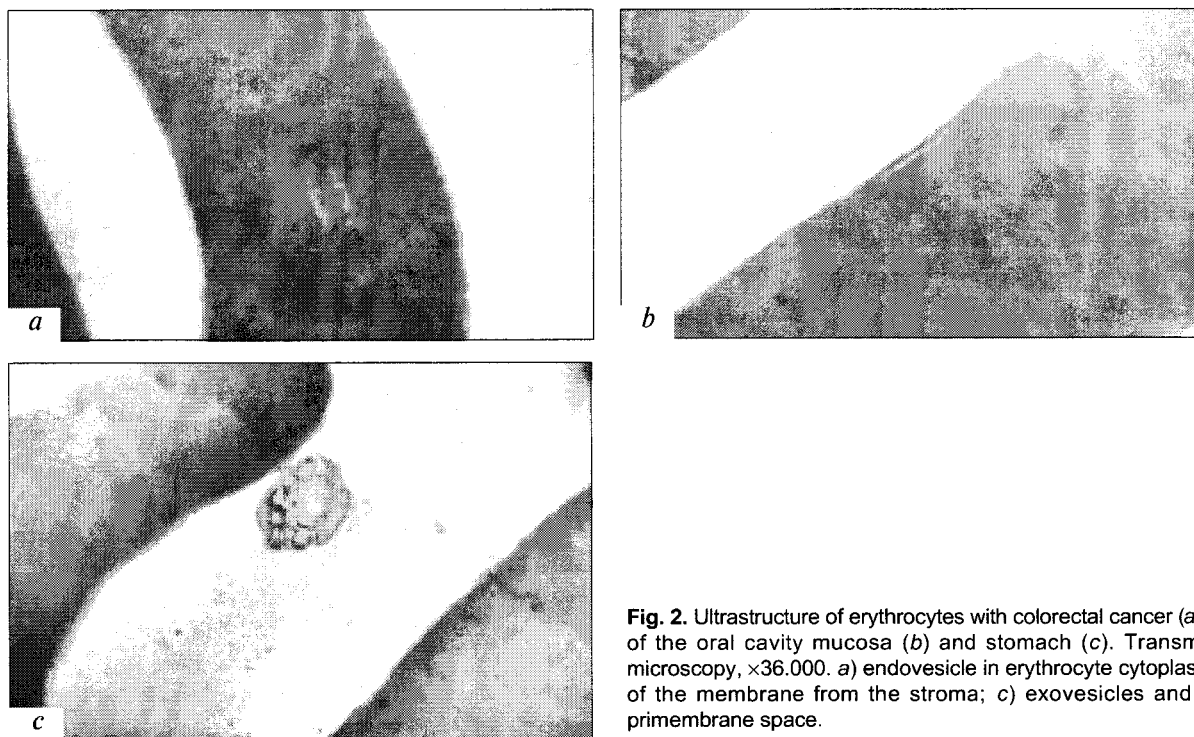 a
b
c
Fig. 2. Ultrastructure of erythrocytes with colorectal cancer (a
of the oral cavity mucosa (b) and stomach (c). Transm
microscopy, ×36.000. a) endovesicle in erythrocyte cytoplas
of the membrane from the stroma; c) exovesicles and
primembrane space.